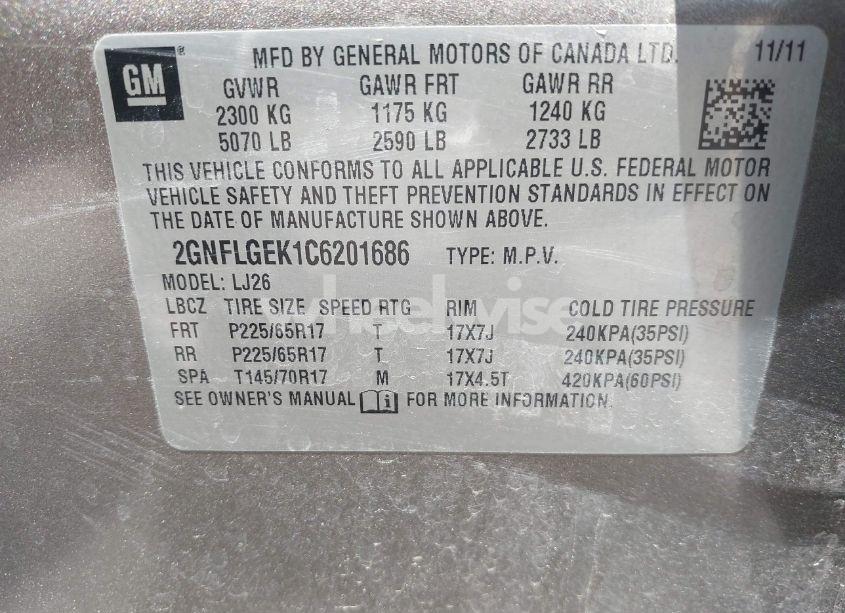 GM ® MFD BY GENERAL MOTORS OF CANADA LTD. 11/11
GVWR GAWR FRT GAWR RR
2300 KG 1175 KG 1240 KG
5070 LB 2590 LB 2733 LB
THIS VEHICLE CONFORMS TO ALL APPLICABLE U.S. FEDERAL MOTOR
VEHICLE SAFETY AND THEFT PREVENTION STANDARDS IN EFFECT ON
THE DATE OF MANUFACTURE SHOWN ABOVE.
2GNFLGEK1C6201686 TYPE: M.P.V.
MODEL: LJ26
LBCZ TIRE SIZE SPEED RTG RIM COLD TIRE PRESSURE
FRT P225/65R17 T 17X7J 240KPA(35PSI)
RR P225/65R17 T 17X7J 240KPA(35PSI)
SPA T145/70R17 M 17X4.5T 420KPA(60PSI)
SEE OWNER'S MANUAL FOR MORE INFORMATION.
wheelwise